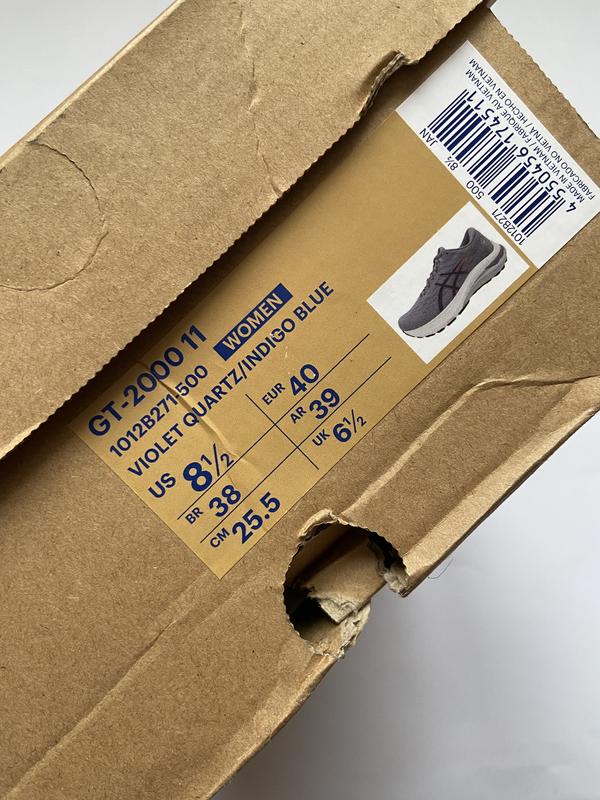 GT-2000 11 WOMEN
1012B271-500
VIOLET QUARTZ/INDIGO BLUE
US 8½ EUR 40
BR 38 AR 39
CM 25.5 UK 6½
1012B271 500 8½ JAN
4 550456 174511
MADE IN VIETNAM / FABRIQUE AU VIETNAM
FABRICADO NO VIETNÃ / HECHO EN VIETNAM